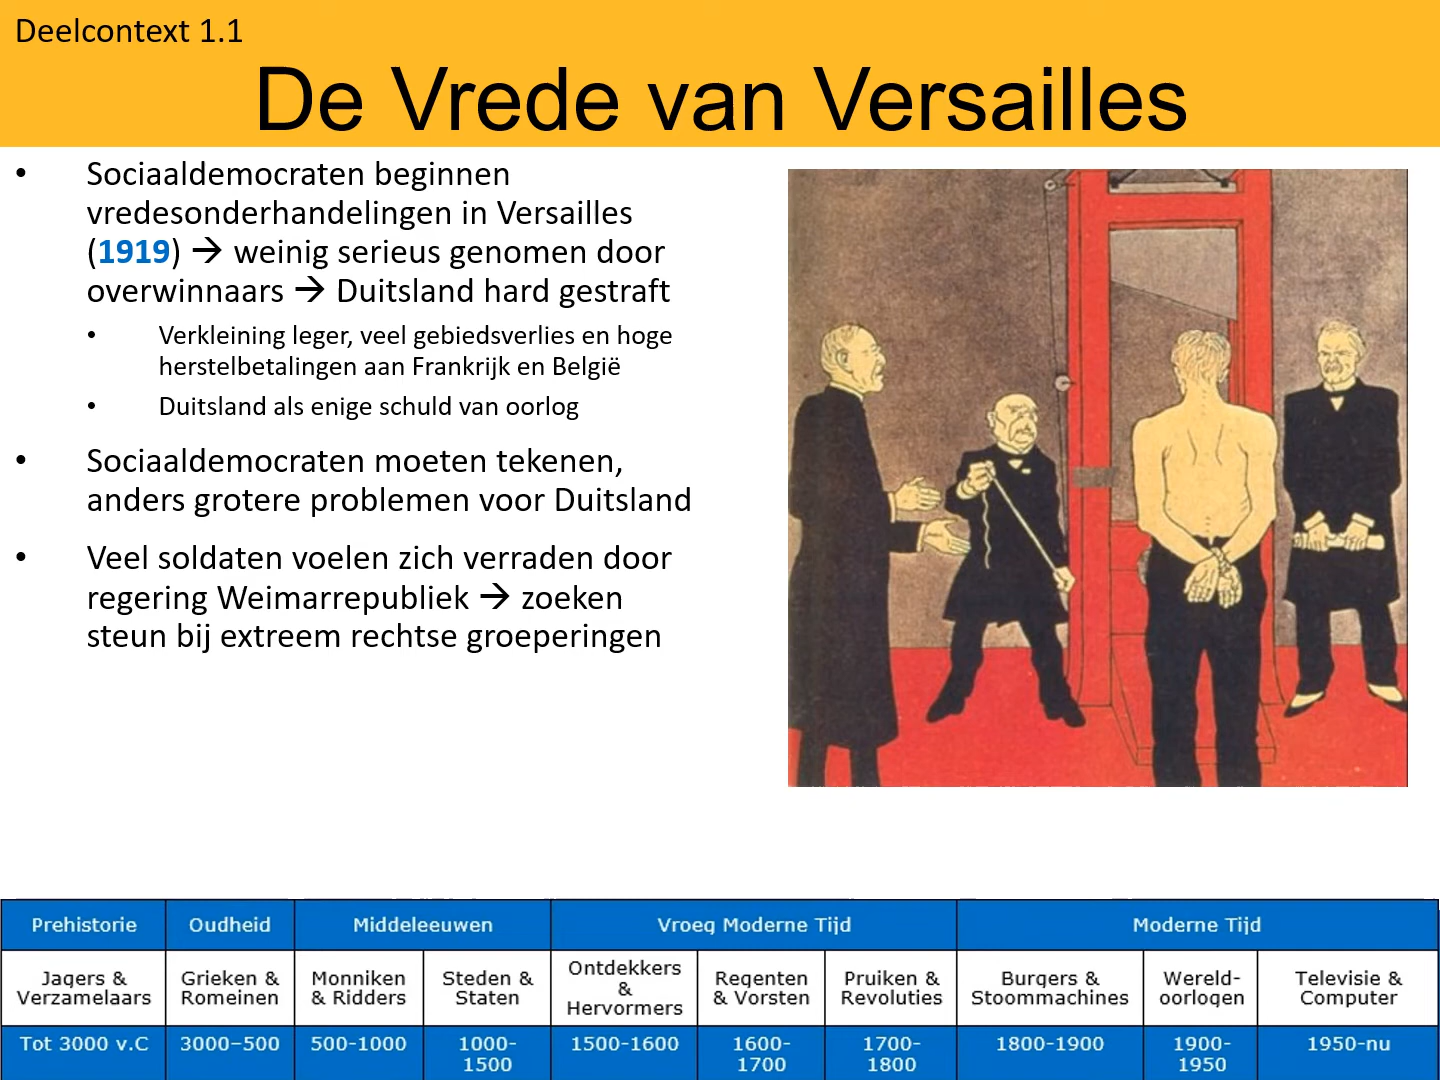 Deelcontext 1.1
De Vrede van Versailles
• Sociaaldemocraten beginnen
vredesonderhandelingen in Versailles
(1919) → weinig serieus genomen door
overwinnaars → Duitsland hard gestraft
• Verkleining leger, veel gebiedsverlies en hoge
herstelbetalingen aan Frankrijk en België
• Duitsland als enige schuld van oorlog
• Sociaaldemocraten moeten tekenen,
anders grotere problemen voor Duitsland
• Veel soldaten voelen zich verraden door
regering Weimarrepubliek → zoeken
steun bij extreem rechtse groeperingen
Prehistorie Oudheid Middeleeuwen Vroeg Moderne Tijd Moderne Tijd
Jagers &
Verzamelaars
Grieken &
Romeinen
Monniken
& Ridders
Steden &
Staten
Ontdekkers
&
Hervormers
Regenten
& Vorsten
Pruiken &
Revoluties
Burgers &
Stoommachines
Wereld-
oorlogen
Televisie &
Computer
Tot 3000 v.C
3000–500
500-1000
1000-
1500
1500-1600
1600-
1700
1700-
1800
1800-1900
1900-
1950
1950-nu